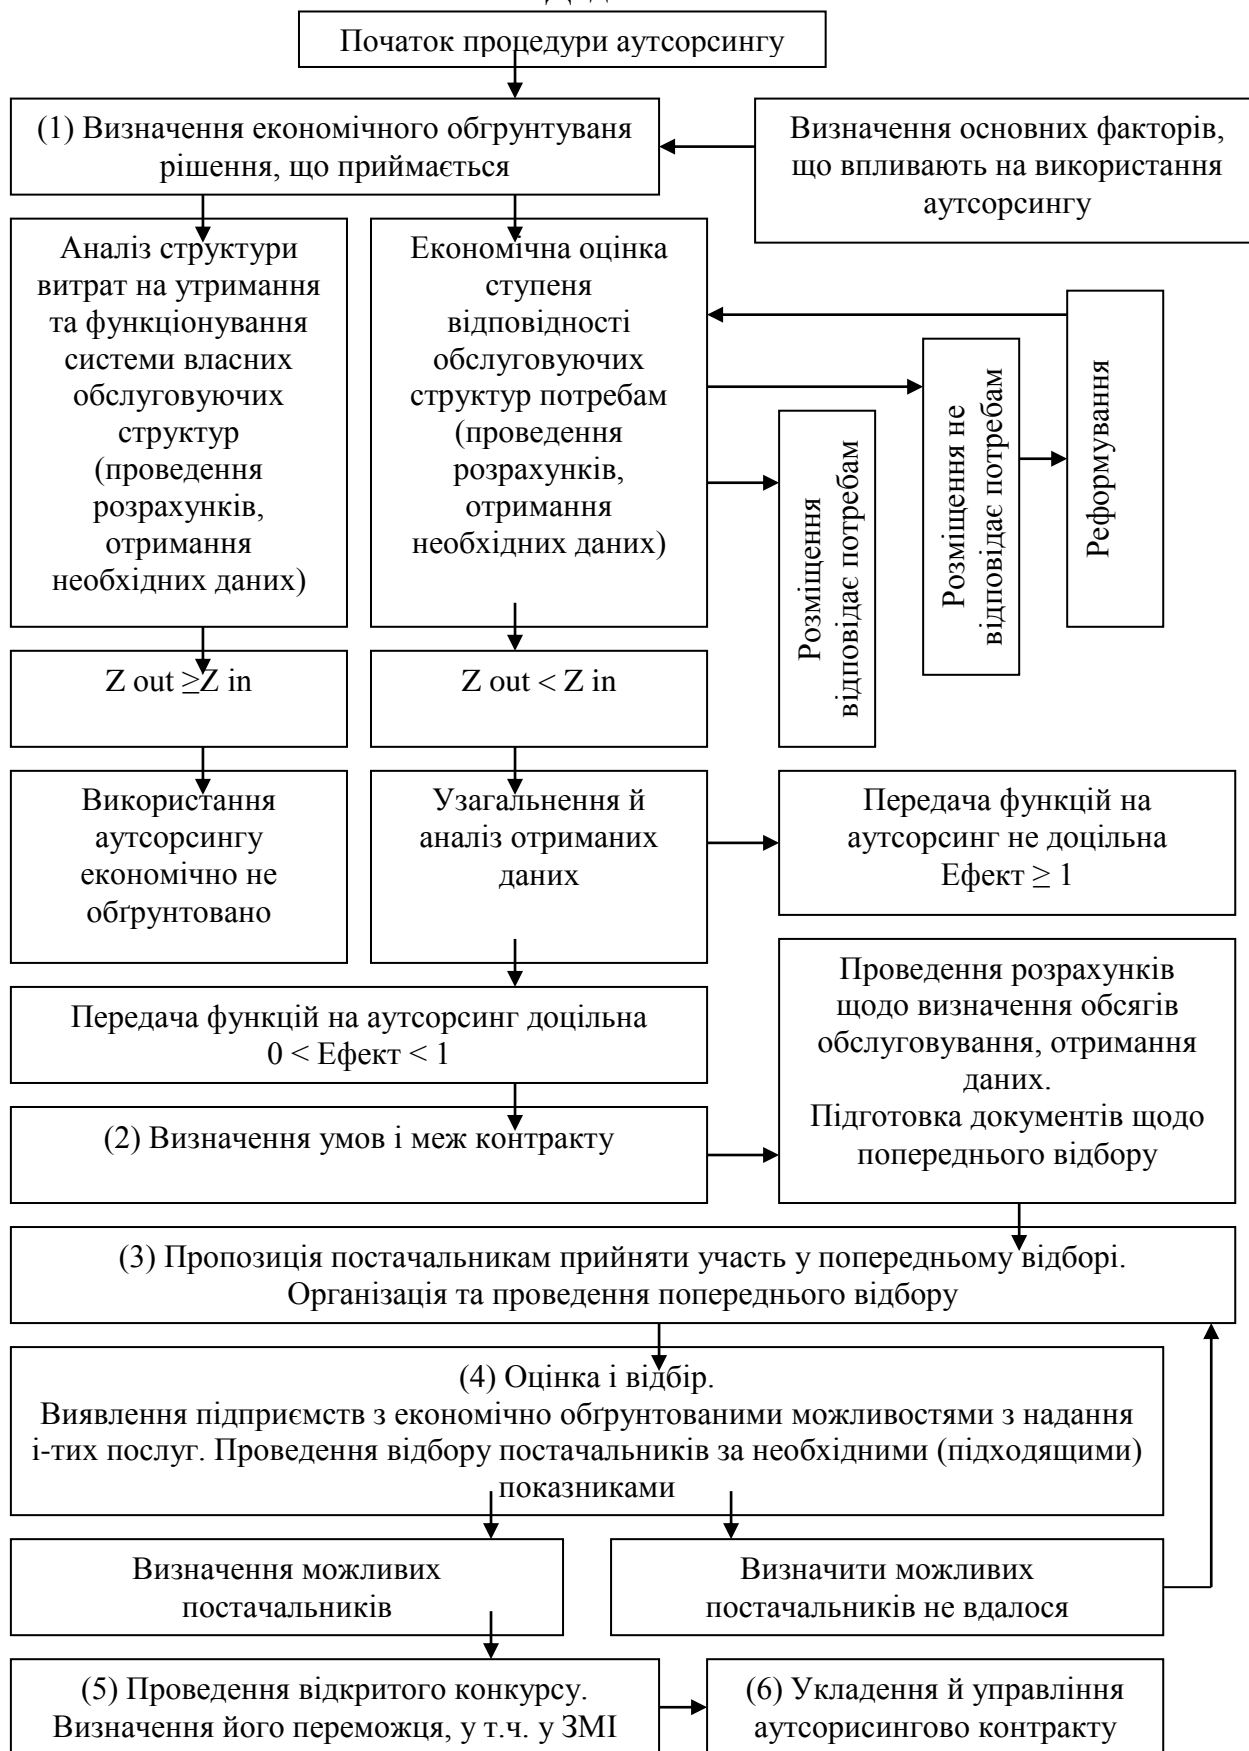 Початок процедури аутсорсингу
(1) Визначення економічного обгрунтуваня
рішення, що приймається
Визначення основних факторів,
що впливають на використання
аутсорсингу
Аналіз структури
витрат на утримання
та функціонування
системи власних
обслуговуючих
структур
(проведення
розрахунків,
отримання
необхідних даних)
Економічна оцінка
ступеня
відповідності
обслуговуючих
структур потребам
(проведення
розрахунків,
отримання
необхідних даних)
Розміщення
відповідає потребам
Розміщення не
відповідає потребам
Реформування
Z out ≥Z in
Z out < Z in
Використання
аутсорсингу
економічно не
обґрунтовано
Узагальнення й
аналіз отриманих
даних
Передача функцій на
аутсорсинг не доцільна
Ефект ≥ 1
Передача функцій на аутсорсинг доцільна
0 < Ефект < 1
Проведення розрахунків
щодо визначення обсягів
обслуговування, отримання
даних.
Підготовка документів щодо
попереднього відбору
(2) Визначення умов і меж контракту
(3) Пропозиція постачальникам прийняти участь у попередньому відборі.
Організація та проведення попереднього відбору
(4) Оцінка і відбір.
Виявлення підприємств з економічно обґрунтованими можливостями з надання
і-тих послуг. Проведення відбору постачальників за необхідними (підходящими)
показниками
Визначення можливих
постачальників
Визначити можливих
постачальників не вдалося
(5) Проведення відкритого конкурсу.
Визначення його переможця, у т.ч. у ЗМІ
(6) Укладення й управління
аутсорисингово контракту